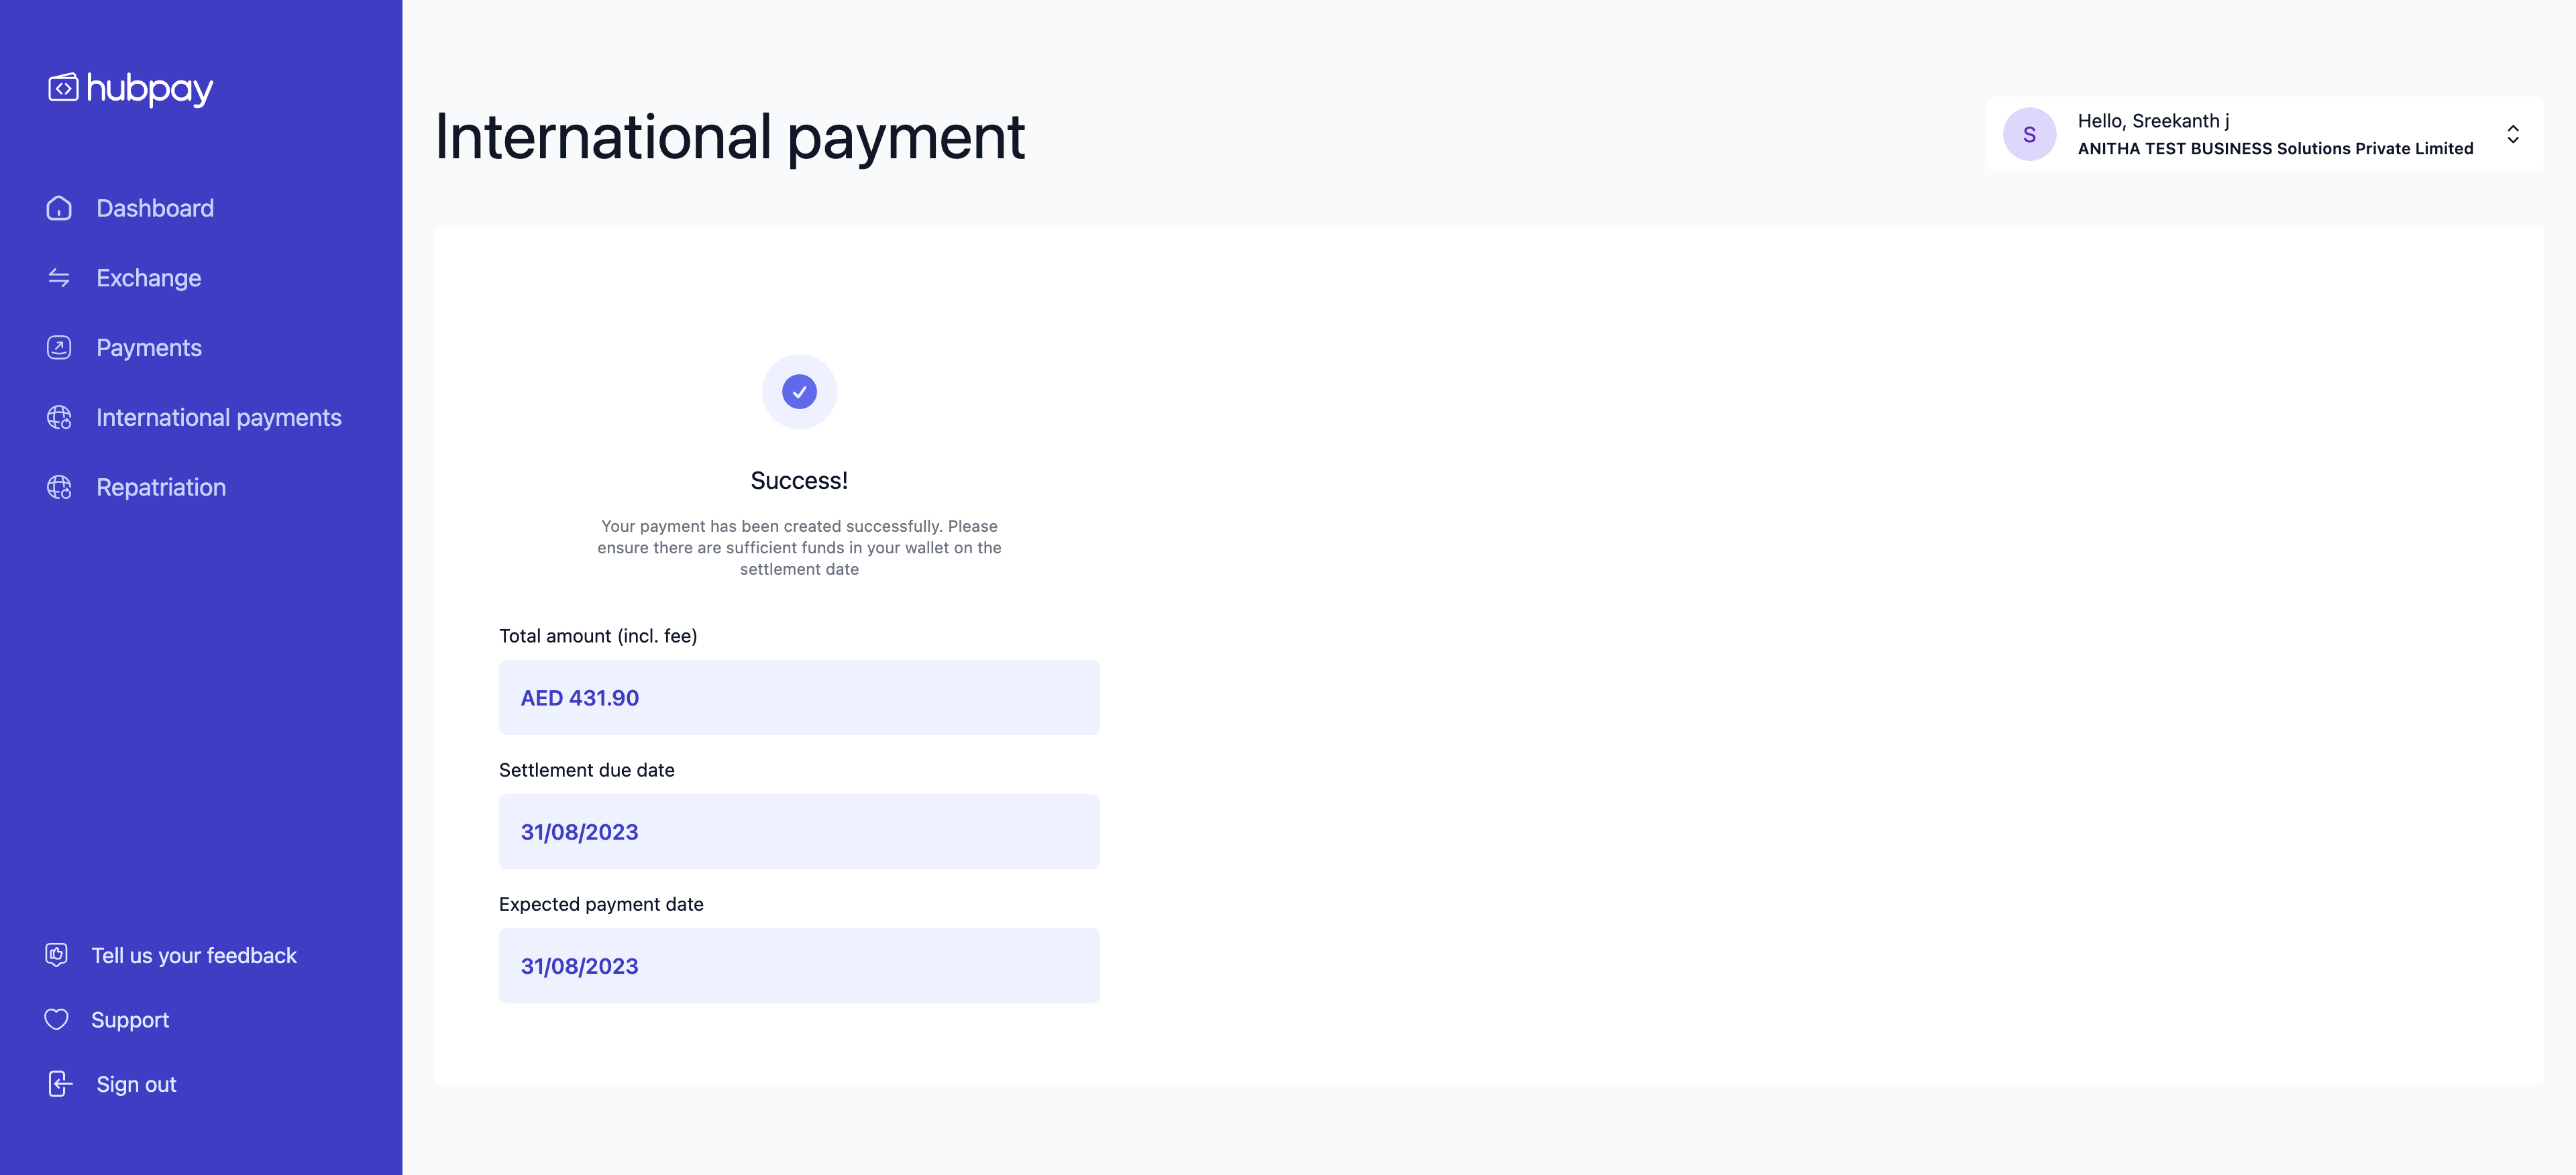 hubpay
Dashboard
Exchange
Payments
International payments
Repatriation
Tell us your feedback
Support
Sign out
International payment
S
Hello, Sreekanth j
ANITHA TEST BUSINESS Solutions Private Limited
Success!
Your payment has been created successfully. Please
ensure there are sufficient funds in your wallet on the
settlement date
Total amount (incl. fee)
AED 431.90
Settlement due date
31/08/2023
Expected payment date
31/08/2023